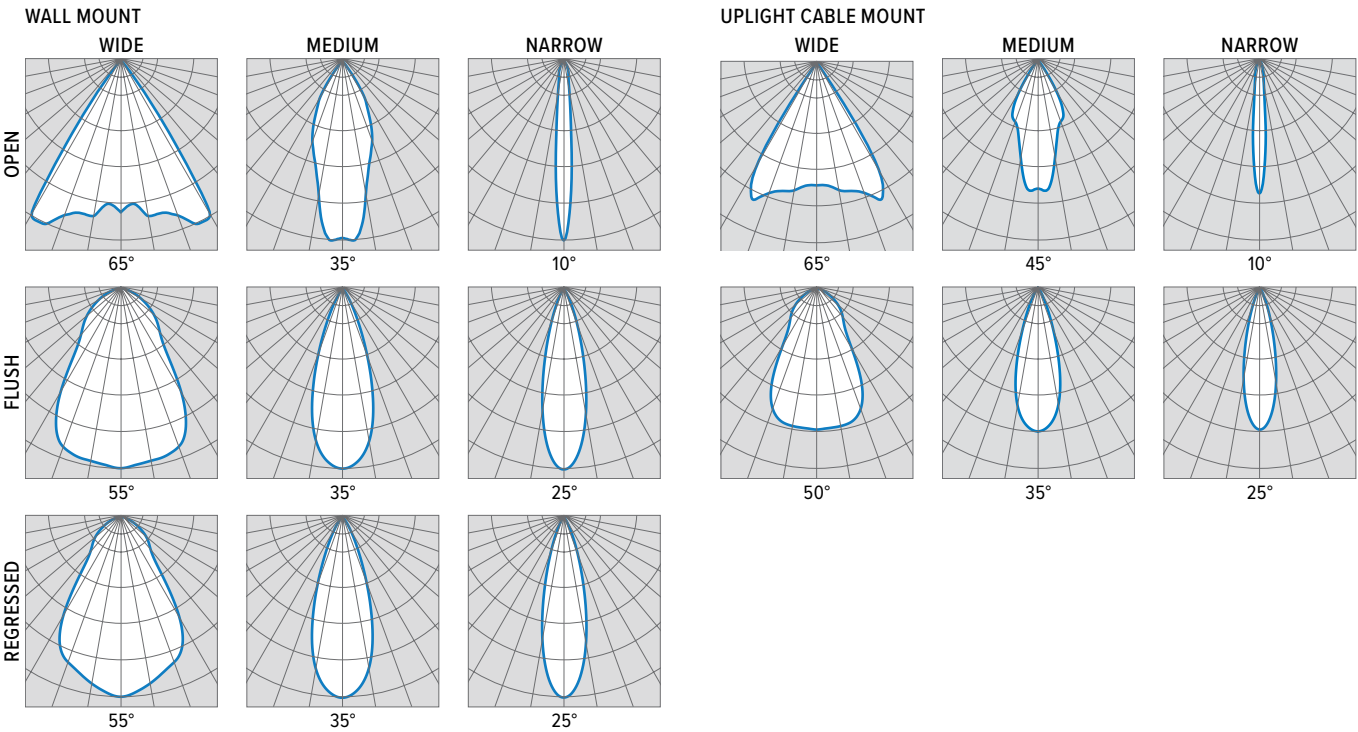 WALL MOUNT
WIDE MEDIUM NARROW
OPEN
65° 35° 10°
FLUSH
55° 35° 25°
REGRESSED
55° 35° 25°
UPLIGHT CABLE MOUNT
WIDE MEDIUM NARROW
65° 45° 10°
50° 35° 25°